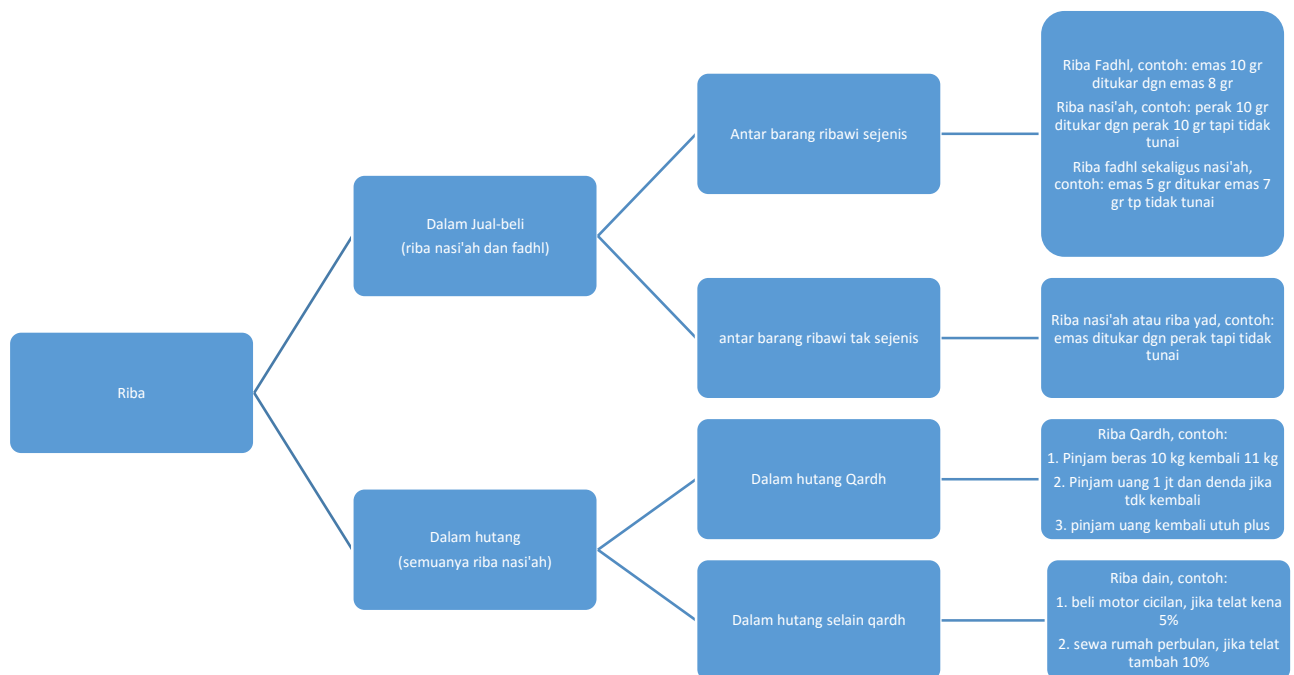 Riba
Dalam Jual-beli
(riba nasi'ah dan fadhl)
Antar barang ribawi sejenis
Riba Fadhl, contoh: emas 10 gr
ditukar dgn emas 8 gr
Riba nasi'ah, contoh: perak 10 gr
ditukar dgn perak 10 gr tapi tidak
tunai
Riba fadhl sekaligus nasi'ah,
contoh: emas 5 gr ditukar emas 7
gr tp tidak tunai
antar barang ribawi tak sejenis
Riba nasi'ah atau riba yad, contoh:
emas ditukar dgn perak tapi tidak
tunai
Dalam hutang
(semuanya riba nasi'ah)
Dalam hutang Qardh
Riba Qardh, contoh:
1. Pinjam beras 10 kg kembali 11 kg
2. Pinjam uang 1 jt dan denda jika
tdk kembali
3. pinjam uang kembali utuh plus
Dalam hutang selain qardh
Riba dain, contoh:
1. beli motor cicilan, jika telat kena
5%
2. sewa rumah perbulan, jika telat
tambah 10%